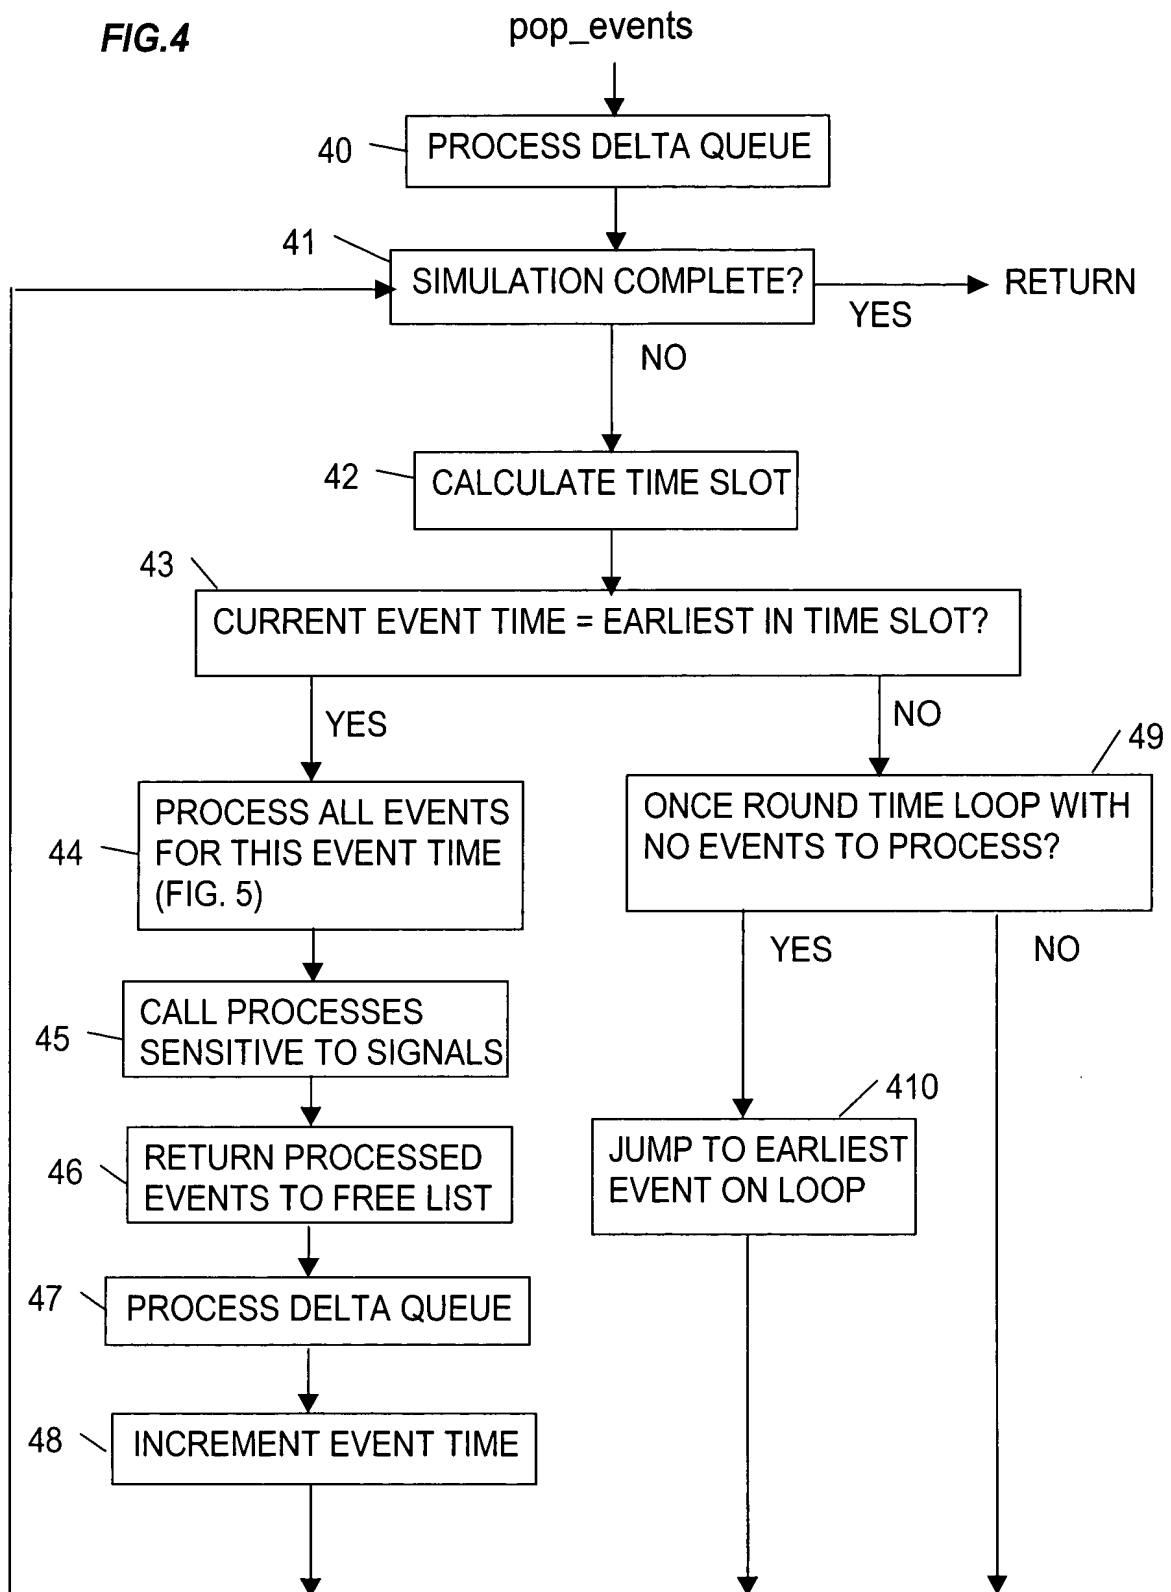 FIG.4
pop_events
40
PROCESS DELTA QUEUE
41
SIMULATION COMPLETE?
RETURN
YES
NO
42
CALCULATE TIME SLOT
43
CURRENT EVENT TIME = EARLIEST IN TIME SLOT?
YES
NO
49
44
PROCESS ALL EVENTS
FOR THIS EVENT TIME
(FIG. 5)
ONCE ROUND TIME LOOP WITH
NO EVENTS TO PROCESS?
YES
NO
45
CALL PROCESSES
SENSITIVE TO SIGNALS
410
46
RETURN PROCESSED
EVENTS TO FREE LIST
JUMP TO EARLIEST
EVENT ON LOOP
47
PROCESS DELTA QUEUE
48
INCREMENT EVENT TIME